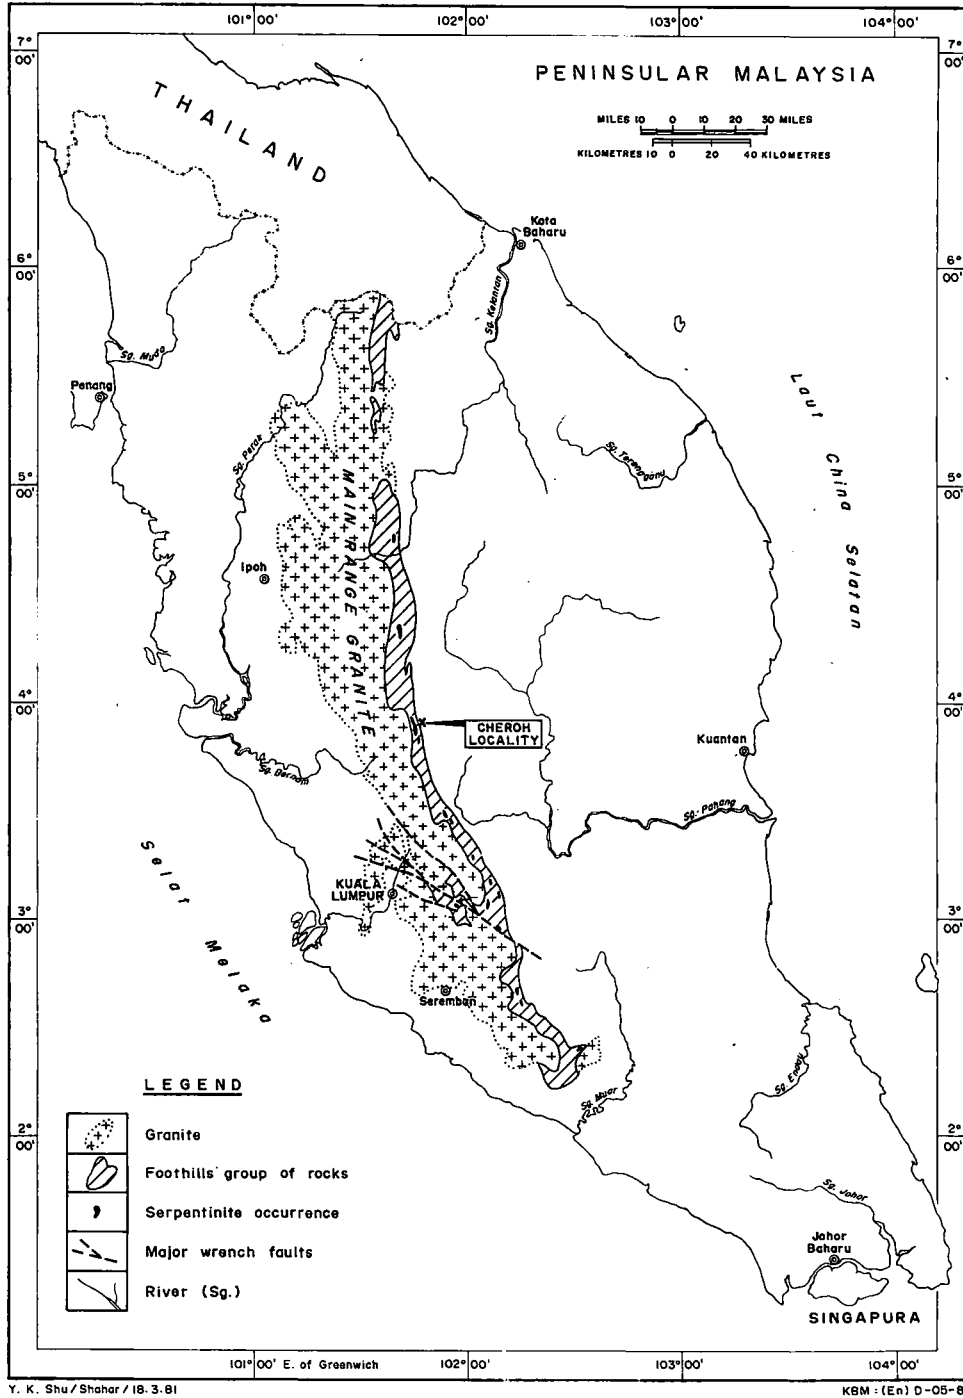 101°00'
102°00'
103°00'
104°00'
7°
00'
7°
00'
PENINSULAR MALAYSIA
MILES 10 0 10 20 30 MILES
KILOMETRES 10 0 20 40 KILOMETRES
THAILAND
Kota
Baharu
6°
00'
6°
00'
Sg. Kelantan
Sg. Muda
Penang
Laut China Selatan
Sg. Perak
Sg. Terengganu
5°
00'
5°
00'
MAIN RANGE GRANITE
Ipoh
4°
00'
4°
00'
CHEROH
LOCALITY
Kuantan
Sg. Bernam
Sg. Pahang
Selat Melaka
KUALA
LUMPUR
3°
00'
3°
00'
Seremban
Sg. Muar
Sg. Endau
2°
00'
2°
00'
LEGEND
Granite
Foothills group of rocks
Serpentinite occurrence
Major wrench faults
River (Sg.)
Sg. Johor
Johor
Baharu
SINGAPURA
101°00' E. of Greenwich
102°00'
103°00'
104°00'
Y. K. Shu / Shahar / 18.3.81
KBM : (En) D-05-8